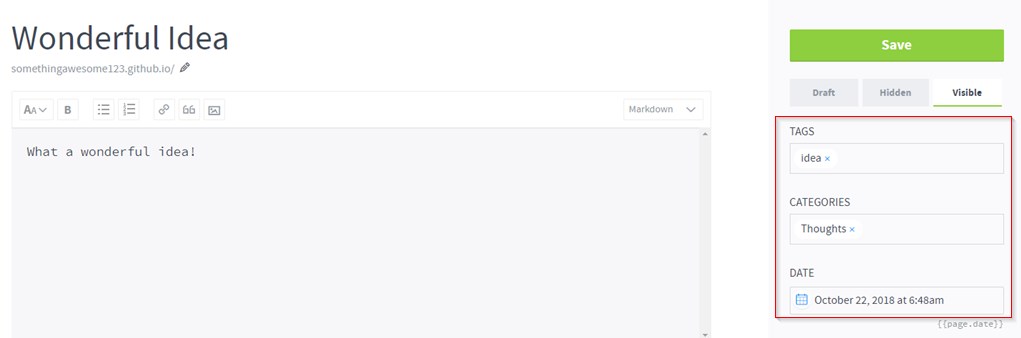 Wonderful Idea
somethingawesome123.github.io/
AA B Markdown
What a wonderful idea!
Save
Draft Hidden Visible
TAGS
idea ×
CATEGORIES
Thoughts ×
DATE
October 22, 2018 at 6:48am
{{page.date}}